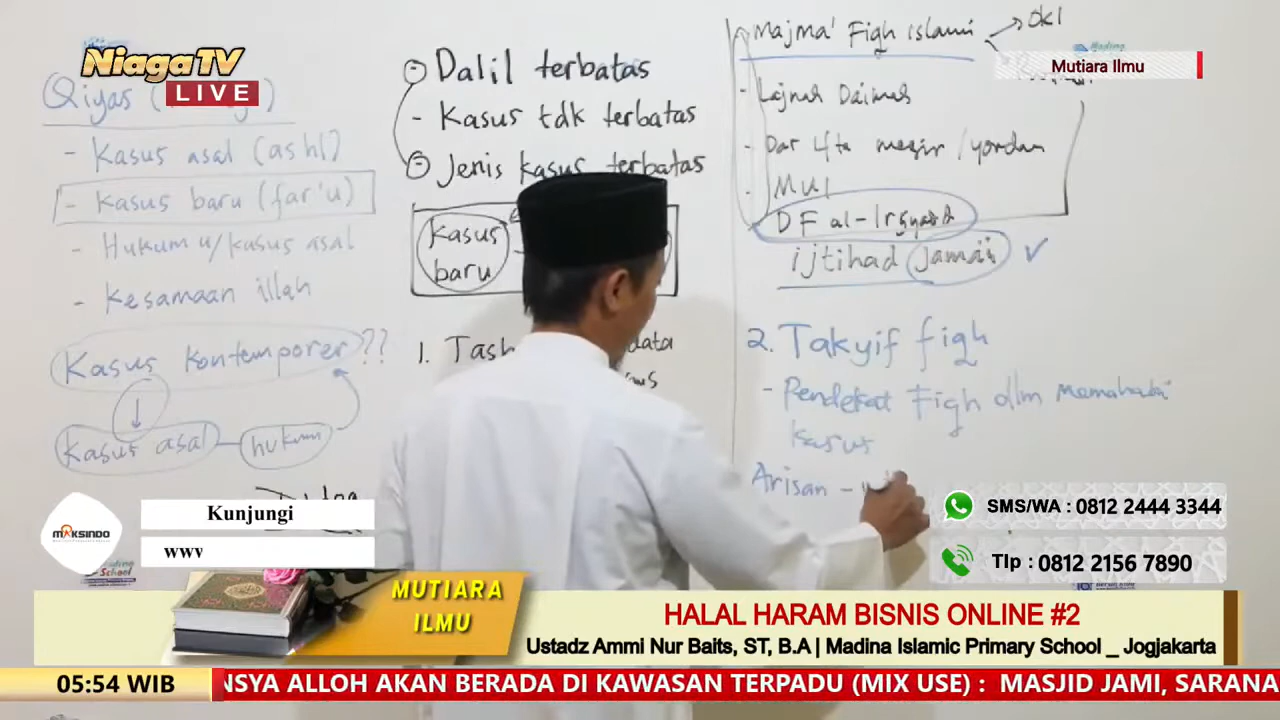 NiagaTV
LIVE
Mutiara Ilmu
Qiyas (
- Kasus asal (ashl)
- Kasus baru (far'u)
- Hukum u/kasus asal
- Kesamaan illah
Kasus kontemporer ??
Kasus asal
hukum
Dalil terbatas
- Kasus tdk terbatas
Jenis kasus terbatas
kasus
baru
1. Tash
data
Majma' Fiqh islami
OKI
- Lajnah Daimah
- Dar Ifta mesir/yordan
- MUI
DF al-Irsyad
ijtihad jama'i ✓
2. Takyif fiqh
- Pendekat Fiqh dlm memahabi
kasus
Arisan -
Kunjungi
www
MAKSINDO
SMS/WA : 0812 2444 3344
Tlp : 0812 2156 7890
MUTIARA
ILMU
HALAL HARAM BISNIS ONLINE #2
Ustadz Ammi Nur Baits, ST, B.A | Madina Islamic Primary School _ Jogjakarta
05:54 WIB
NSYA ALLOH AKAN BERADA DI KAWASAN TERPADU (MIX USE) : MASJID JAMI, SARANA